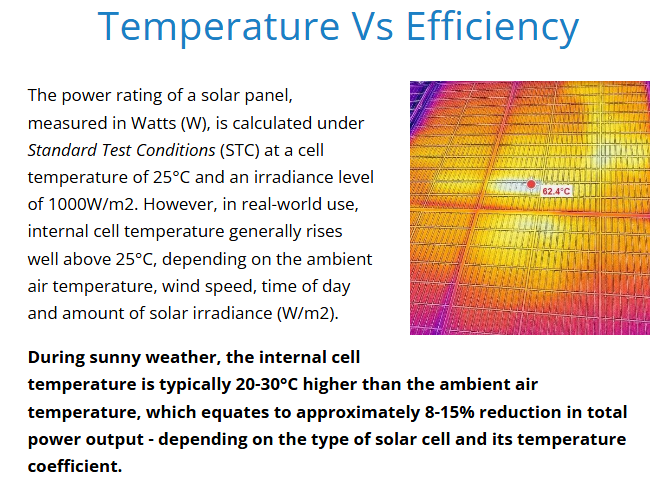 Temperature Vs Efficiency
The power rating of a solar panel,
measured in Watts (W), is calculated under
Standard Test Conditions (STC) at a cell
temperature of 25°C and an irradiance level
of 1000W/m2. However, in real-world use,
internal cell temperature generally rises
well above 25°C, depending on the ambient
air temperature, wind speed, time of day
and amount of solar irradiance (W/m2).
62.4°C
During sunny weather, the internal cell
temperature is typically 20-30°C higher than the ambient air
temperature, which equates to approximately 8-15% reduction in total
power output - depending on the type of solar cell and its temperature
coefficient.